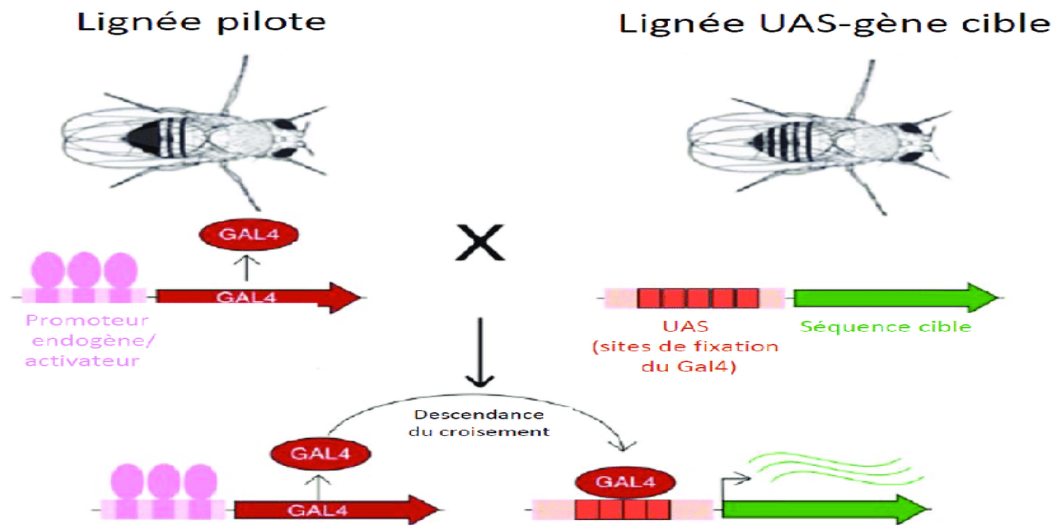 Lignée pilote
Lignée UAS-gène cible
GAL4
X
GAL4
Promoteur
endogène/
activateur
UAS
(sites de fixation
du Gal4)
Séquence cible
Descendance
du croisement
GAL4
GAL4
GAL4